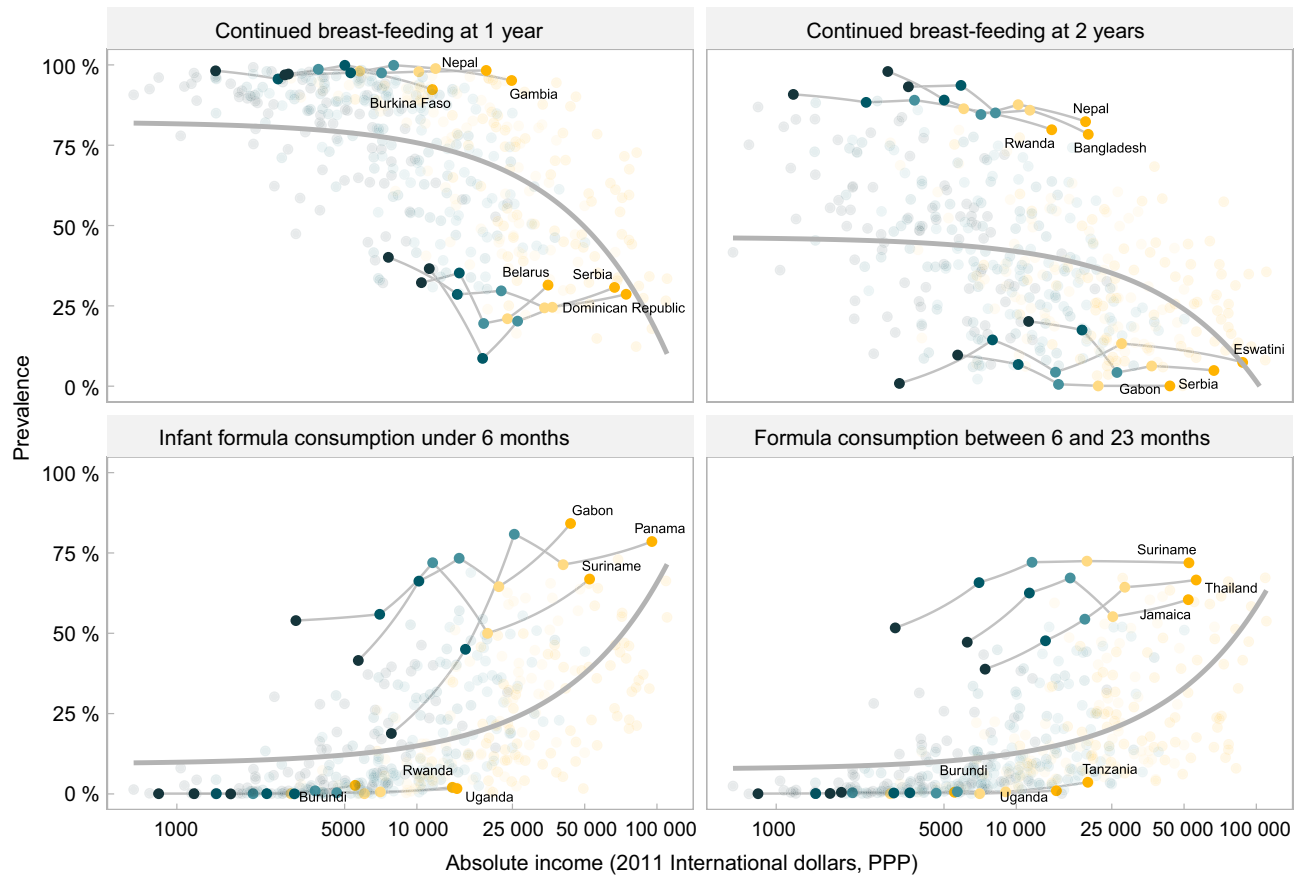 Continued breast-feeding at 1 year
Continued breast-feeding at 2 years
100 %
75 %
50 %
25 %
0 %
Nepal
Burkina Faso
Gambia
Belarus
Serbia
Dominican Republic
Nepal
Rwanda
Bangladesh
Eswatini
Gabon
Serbia
Prevalence
Infant formula consumption under 6 months
Formula consumption between 6 and 23 months
100 %
75 %
50 %
25 %
0 %
Gabon
Panama
Suriname
Rwanda
Burundi
Uganda
Suriname
Thailand
Jamaica
Burundi
Tanzania
Uganda
1000 5000 10 000 25 000 50 000 100 000
1000 5000 10 000 25 000 50 000 100 000
Absolute income (2011 International dollars, PPP)